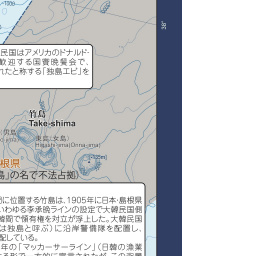 民国はアメリカのドナルド・
歓迎する国賓晩餐会で、
れたと称する「独島エビ」を
竹島
Take-shima
(男島)
東島(女島)
Higashi-jima(Onna-jima)
根県
島」の名で不法占拠)
に位置する竹島は、1905年に日本・島根県
いわゆる李承晩ラインの設定で大韓民国側
韓間で領有権を対立が浮上した。大韓民国
は独島と呼ぶ)に沿岸警備隊を配置し、
配している。
年の「マッカーサーライン」(日韓の漁業